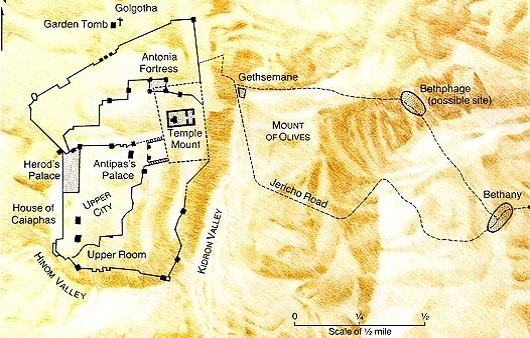 Golgotha
Garden Tomb
Antonia
Fortress
Gethsemane
Bethphage
(possible site)
Temple
Mount
MOUNT
OF OLIVES
Herod's
Palace
Antipas's
Palace
UPPER
CITY
House of
Caiaphas
Jericho Road
Bethany
Upper Room
KIDRON VALLEY
HINOM VALLEY
0 ¼ ½
Scale of ½ mile